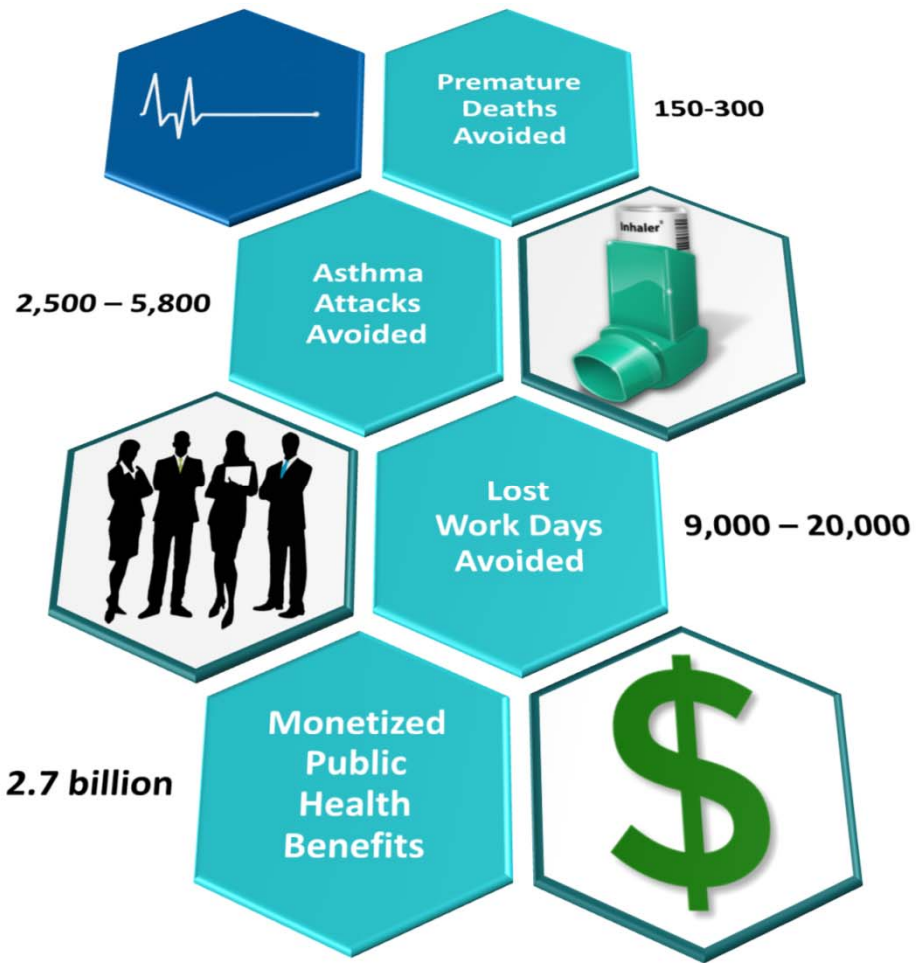 Premature
Deaths
Avoided
150-300
Inhaler®
2,500 – 5,800
Asthma
Attacks
Avoided
Lost
Work Days
Avoided
9,000 – 20,000
2.7 billion
Monetized
Public
Health
Benefits
$